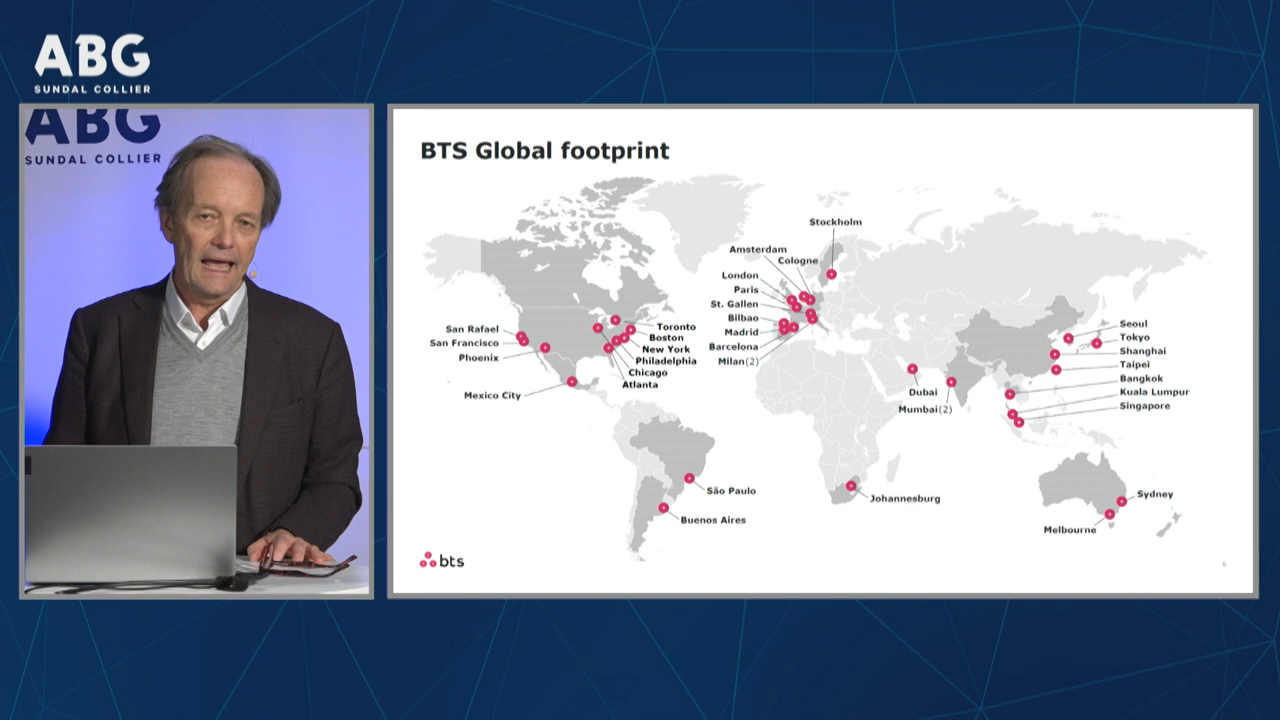 ABG
SUNDAL COLLIER
ABG
SUNDAL COLLIER
BTS Global footprint
Stockholm
Amsterdam
Cologne
London
Paris
St. Gallen
Bilbao
Madrid
Barcelona
Milan(2)
San Rafael
San Francisco
Phoenix
Mexico City
Toronto
Boston
New York
Philadelphia
Chicago
Atlanta
Seoul
Tokyo
Shanghai
Taipei
Bangkok
Kuala Lumpur
Singapore
Dubai
Mumbai(2)
São Paulo
Buenos Aires
Johannesburg
Sydney
Melbourne
bts
6